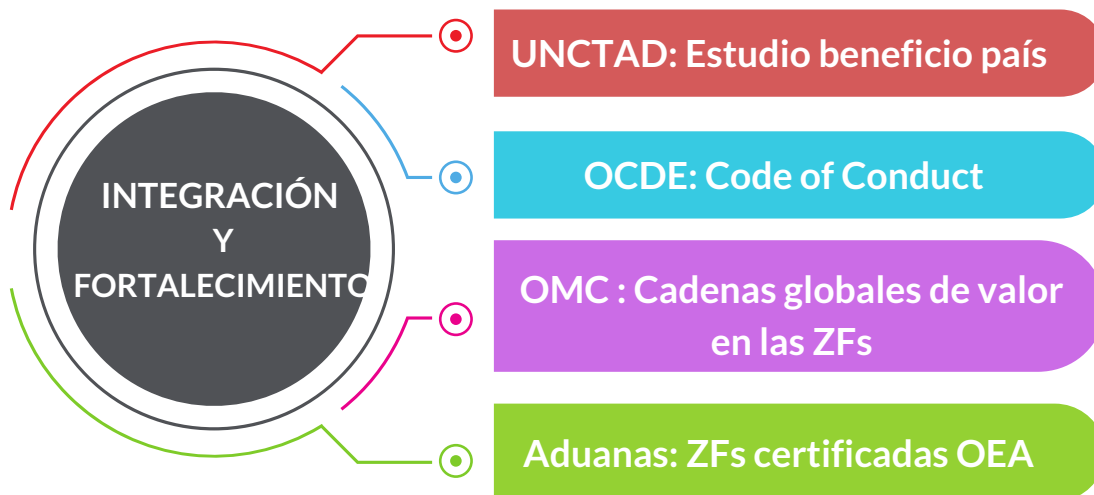 INTEGRACIÓN
Y
FORTALECIMIENTO
UNCTAD: Estudio beneficio país
OCDE: Code of Conduct
OMC : Cadenas globales de valor
en las ZFs
Aduanas: ZFs certificadas OEA